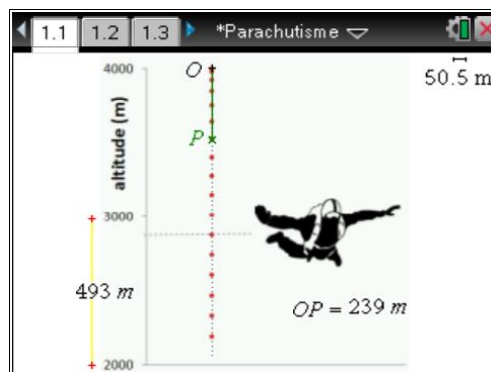 1.1 1.2 1.3 *Parachutisme
50.5 m
4000
O
altitude (m)
P
3000
493 m
OP = 239 m
2000